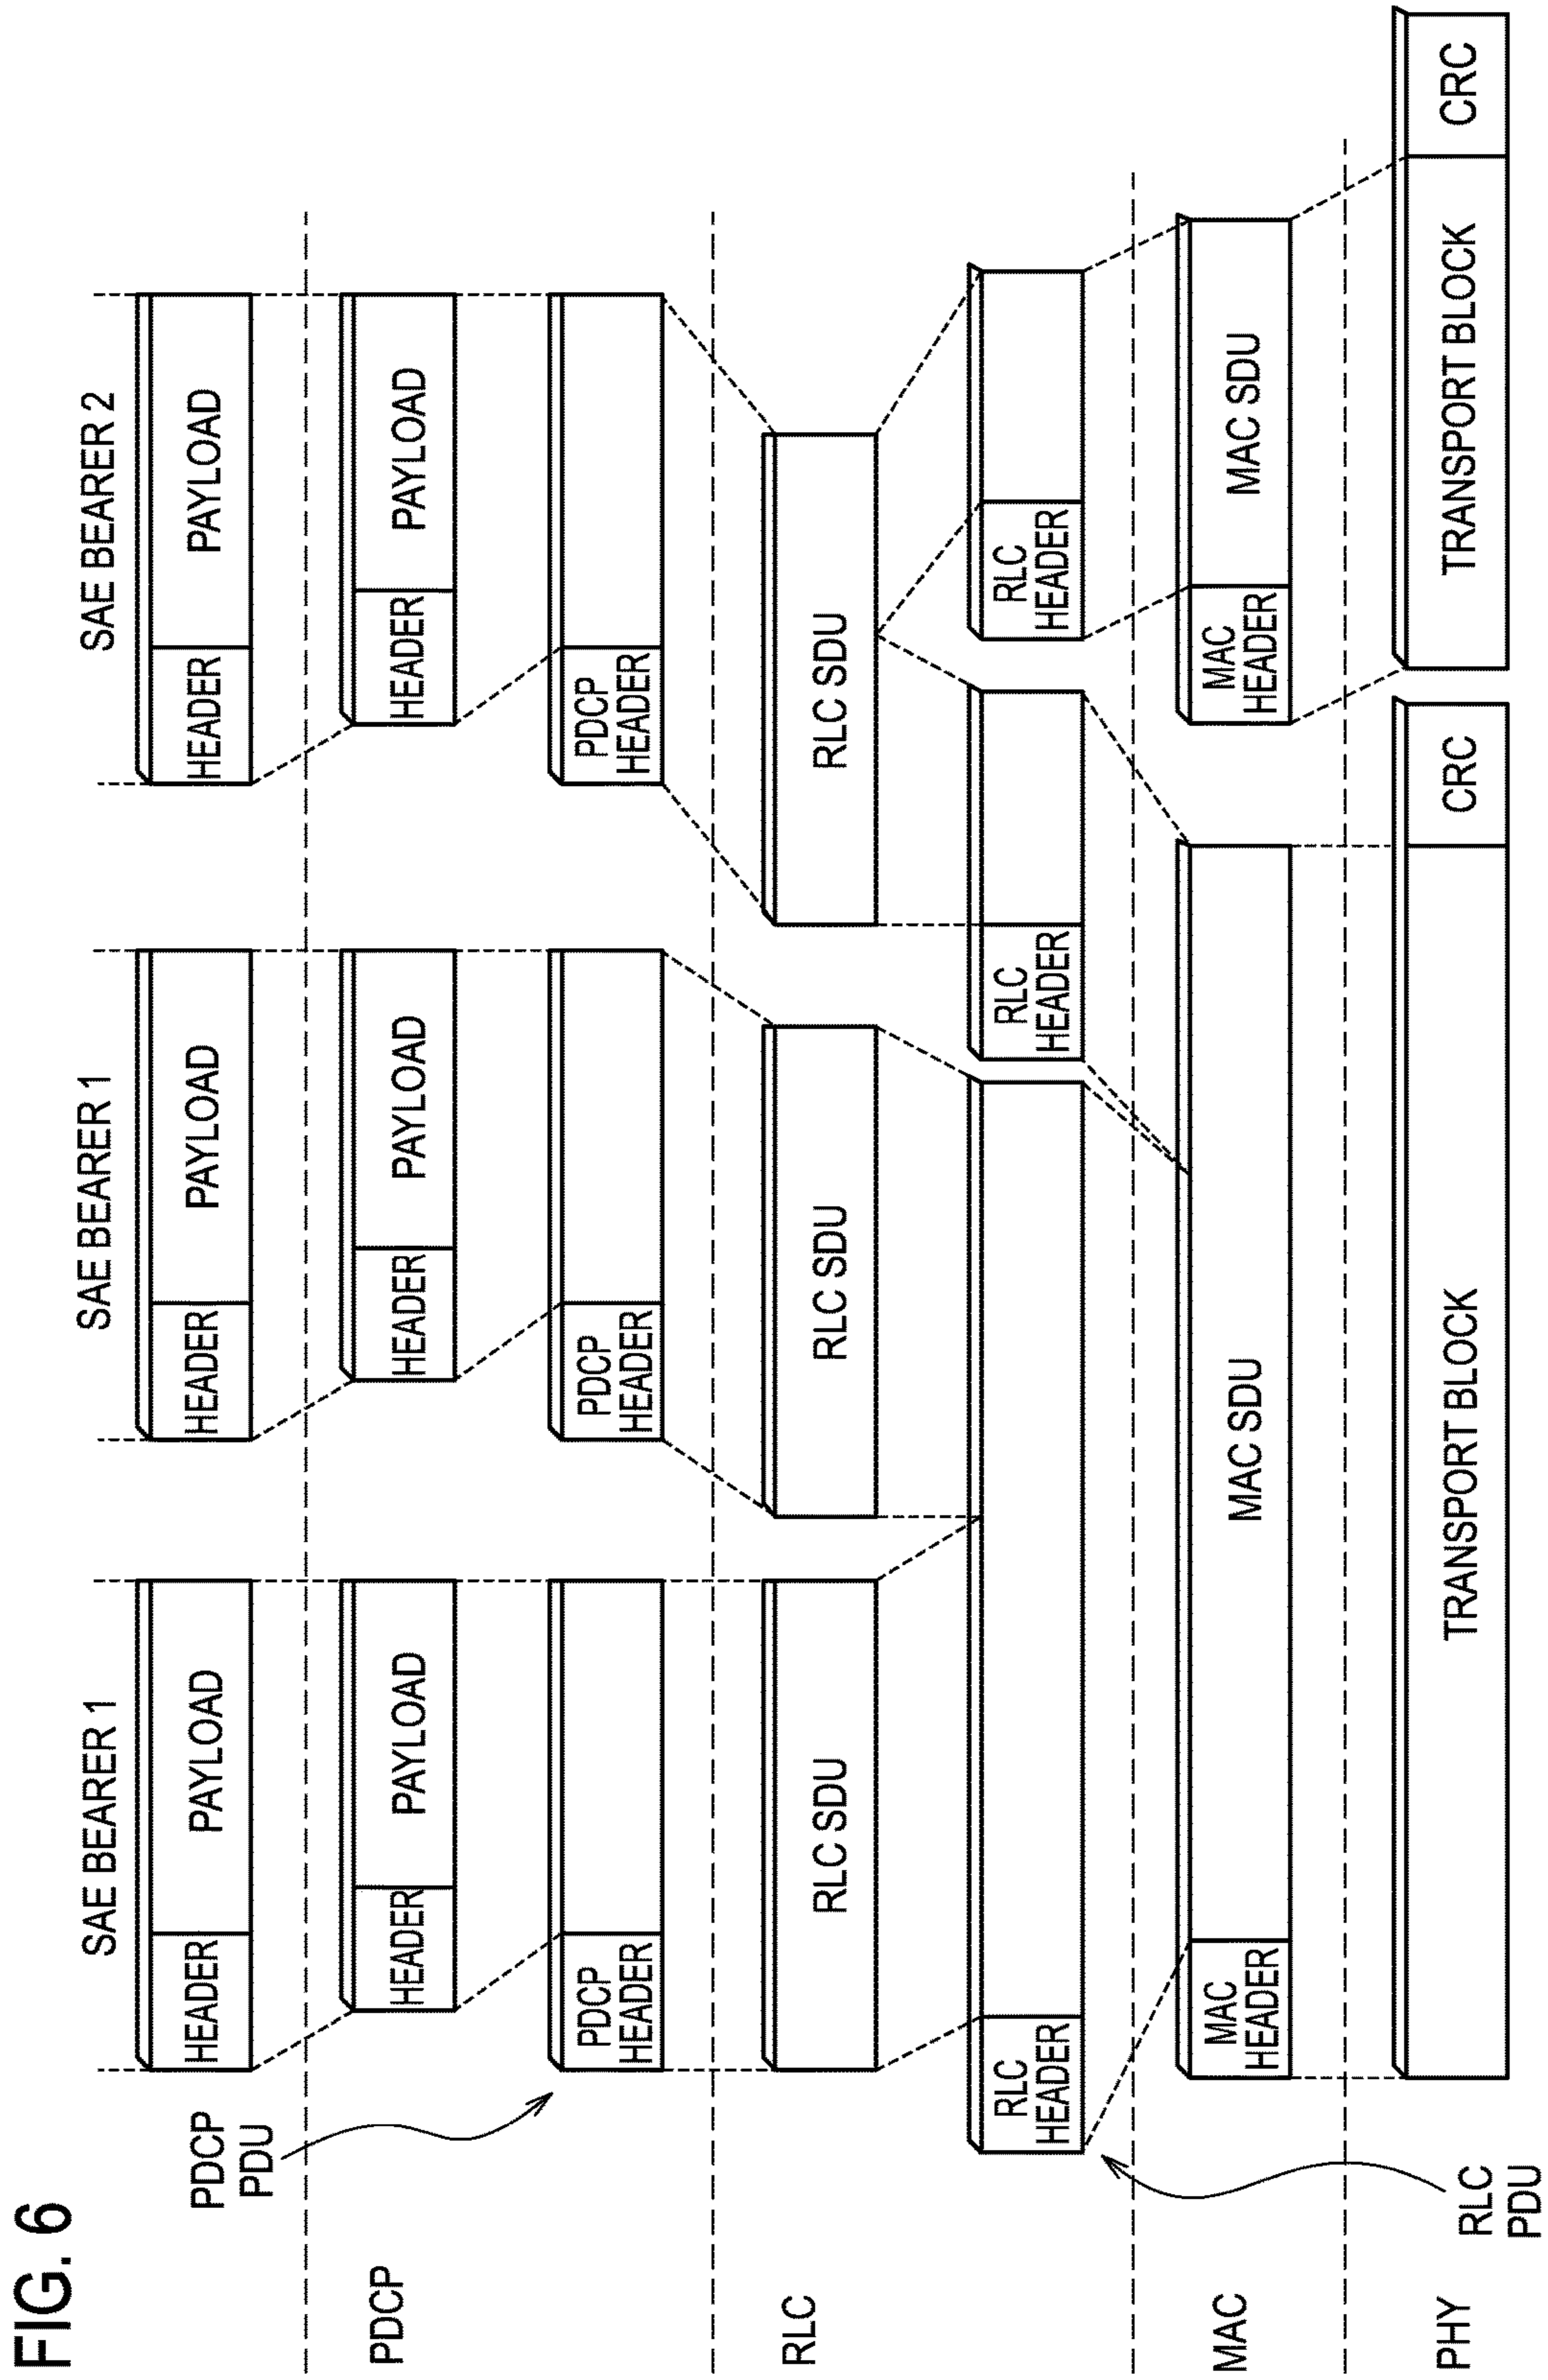 FIG. 6
SAE BEARER 1
SAE BEARER 1
SAE BEARER 2
HEADER
PAYLOAD
HEADER
PAYLOAD
HEADER
PAYLOAD
PDCP
PDU
PDCP
HEADER
PAYLOAD
HEADER
PAYLOAD
HEADER
PAYLOAD
PDCP
HEADER
PDCP
HEADER
PDCP
HEADER
RLC
RLC SDU
RLC SDU
RLC SDU
RLC
HEADER
RLC
HEADER
RLC
HEADER
MAC
MAC
HEADER
MAC SDU
MAC
HEADER
MAC SDU
PHY
TRANSPORT BLOCK
CRC
TRANSPORT BLOCK
CRC
RLC
PDU